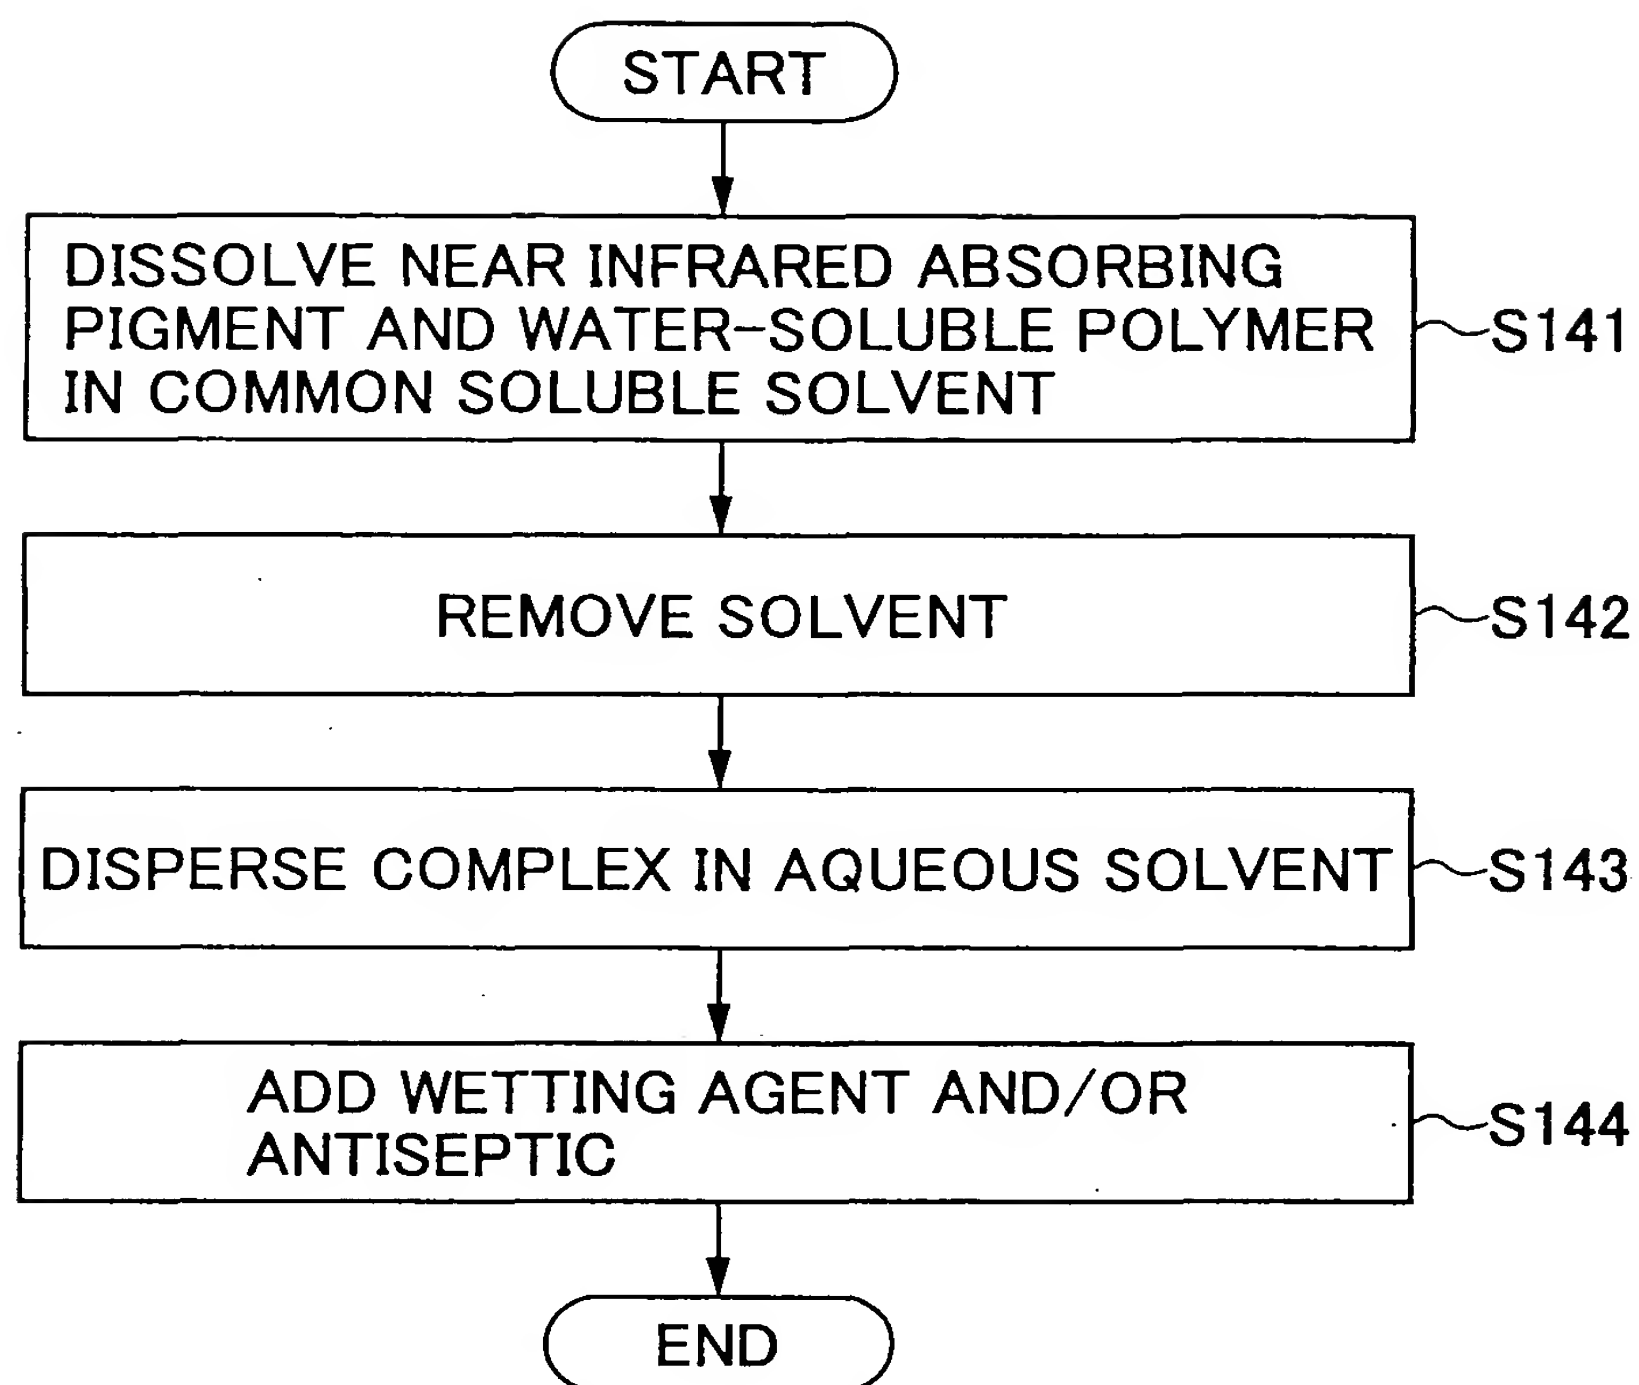 START
DISSOLVE NEAR INFRARED ABSORBING
PIGMENT AND WATER-SOLUBLE POLYMER
IN COMMON SOLUBLE SOLVENT
S141
REMOVE SOLVENT
S142
DISPERSE COMPLEX IN AQUEOUS SOLVENT
S143
ADD WETTING AGENT AND/OR
ANTISEPTIC
S144
END